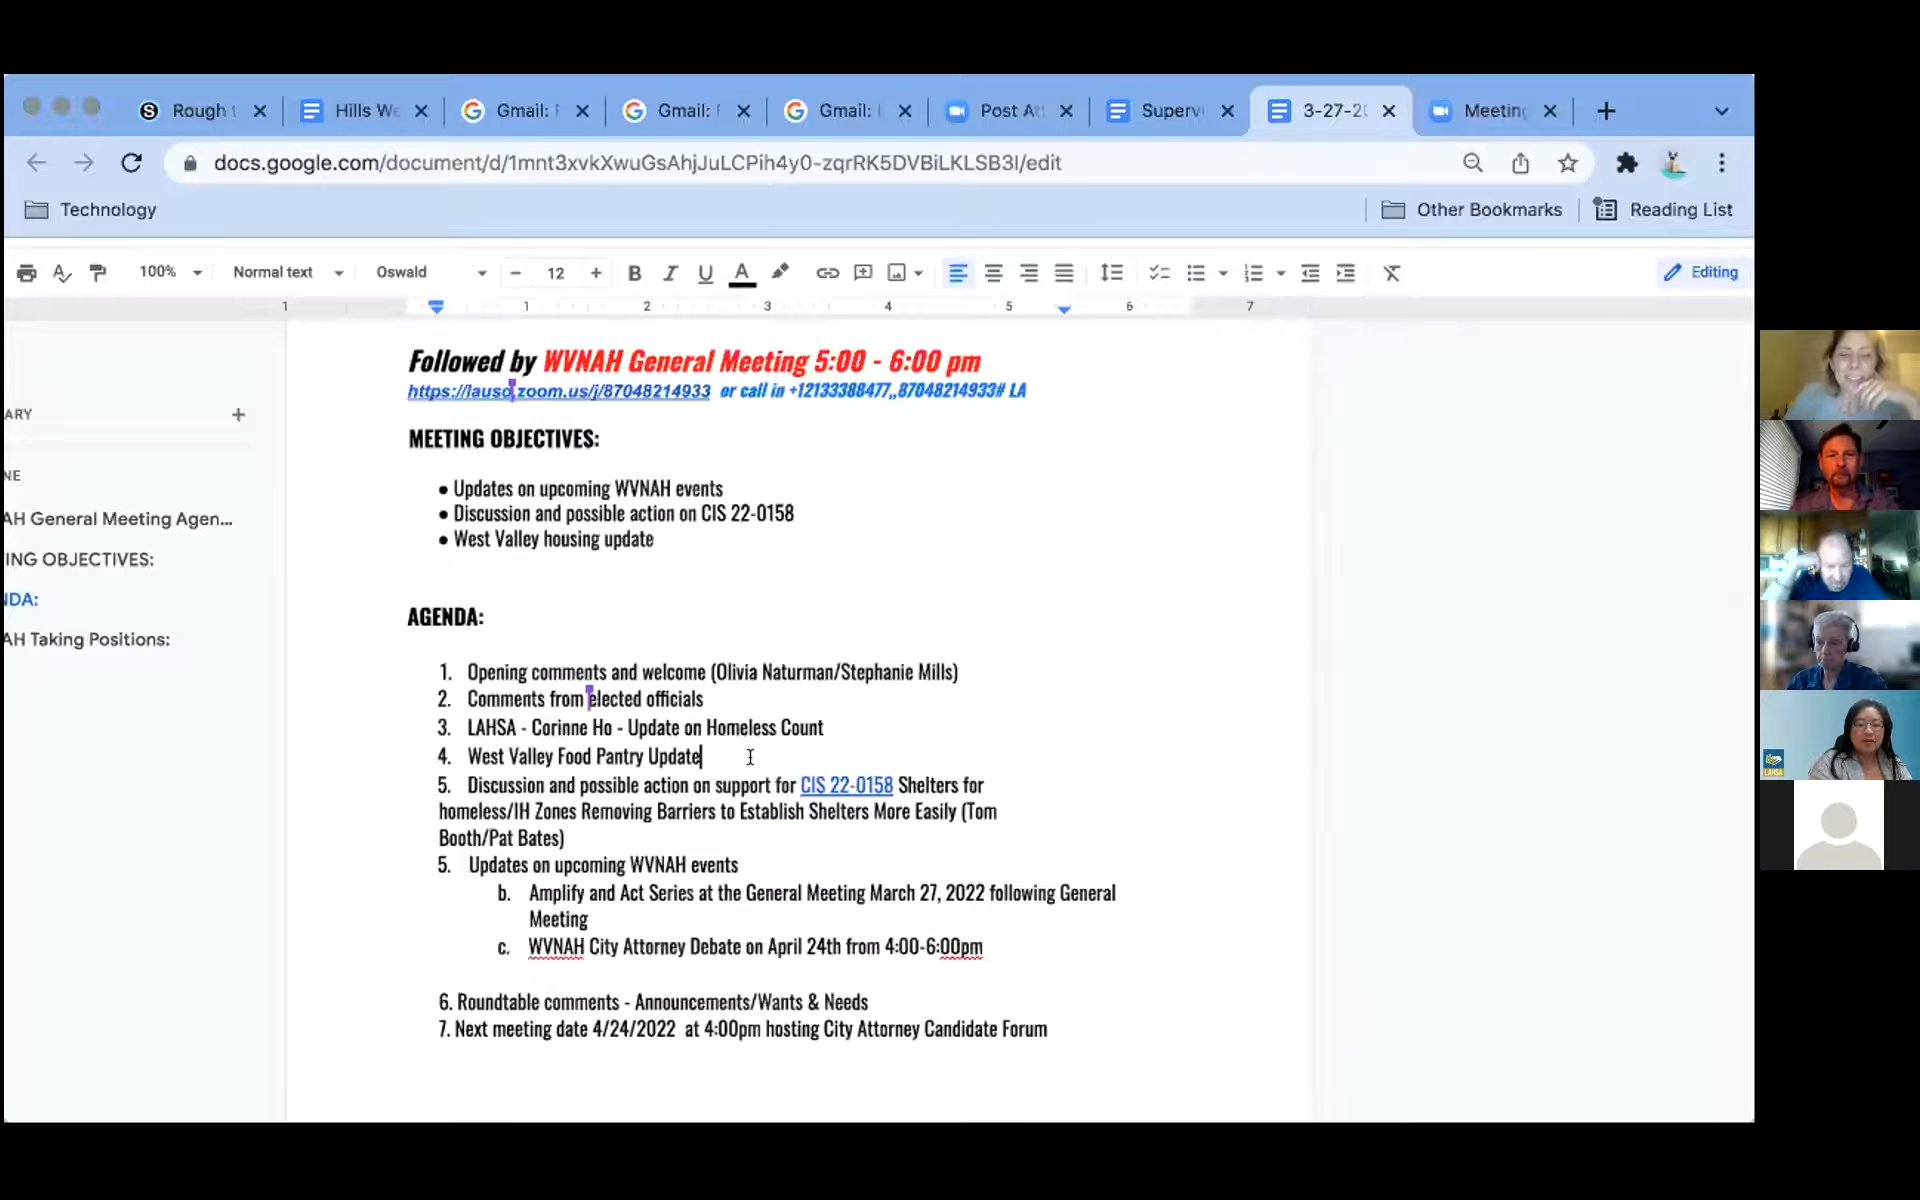 Rough t
Hills We
Gmail: F
Gmail: F
Gmail:
Post At
Supervi
3-27-20
Meeting
docs.google.com/document/d/1mnt3xvkXwuGsAhjJuLCPih4y0-zqrRK5DVBiLKLSB3I/edit
Technology
Other Bookmarks
Reading List
100%
Normal text
Oswald
12
Editing
1 1 2 3 4 5 6 7
ARY
NE
AH General Meeting Agen...
ING OBJECTIVES:
NDA:
AH Taking Positions:
Followed by WVNAH General Meeting 5:00 - 6:00 pm
https://lausd.zoom.us/j/87048214933 or call in +12133388477,,87048214933# LA
MEETING OBJECTIVES:
● Updates on upcoming WVNAH events
● Discussion and possible action on CIS 22-0158
● West Valley housing update
AGENDA:
1. Opening comments and welcome (Olivia Naturman/Stephanie Mills)
2. Comments from elected officials
3. LAHSA - Corinne Ho - Update on Homeless Count
4. West Valley Food Pantry Update
5. Discussion and possible action on support for CIS 22-0158 Shelters for
homeless/IH Zones Removing Barriers to Establish Shelters More Easily (Tom
Booth/Pat Bates)
5. Updates on upcoming WVNAH events
b. Amplify and Act Series at the General Meeting March 27, 2022 following General
Meeting
c. WVNAH City Attorney Debate on April 24th from 4:00-6:00pm
6. Roundtable comments - Announcements/Wants & Needs
7. Next meeting date 4/24/2022 at 4:00pm hosting City Attorney Candidate Forum
LAHSA